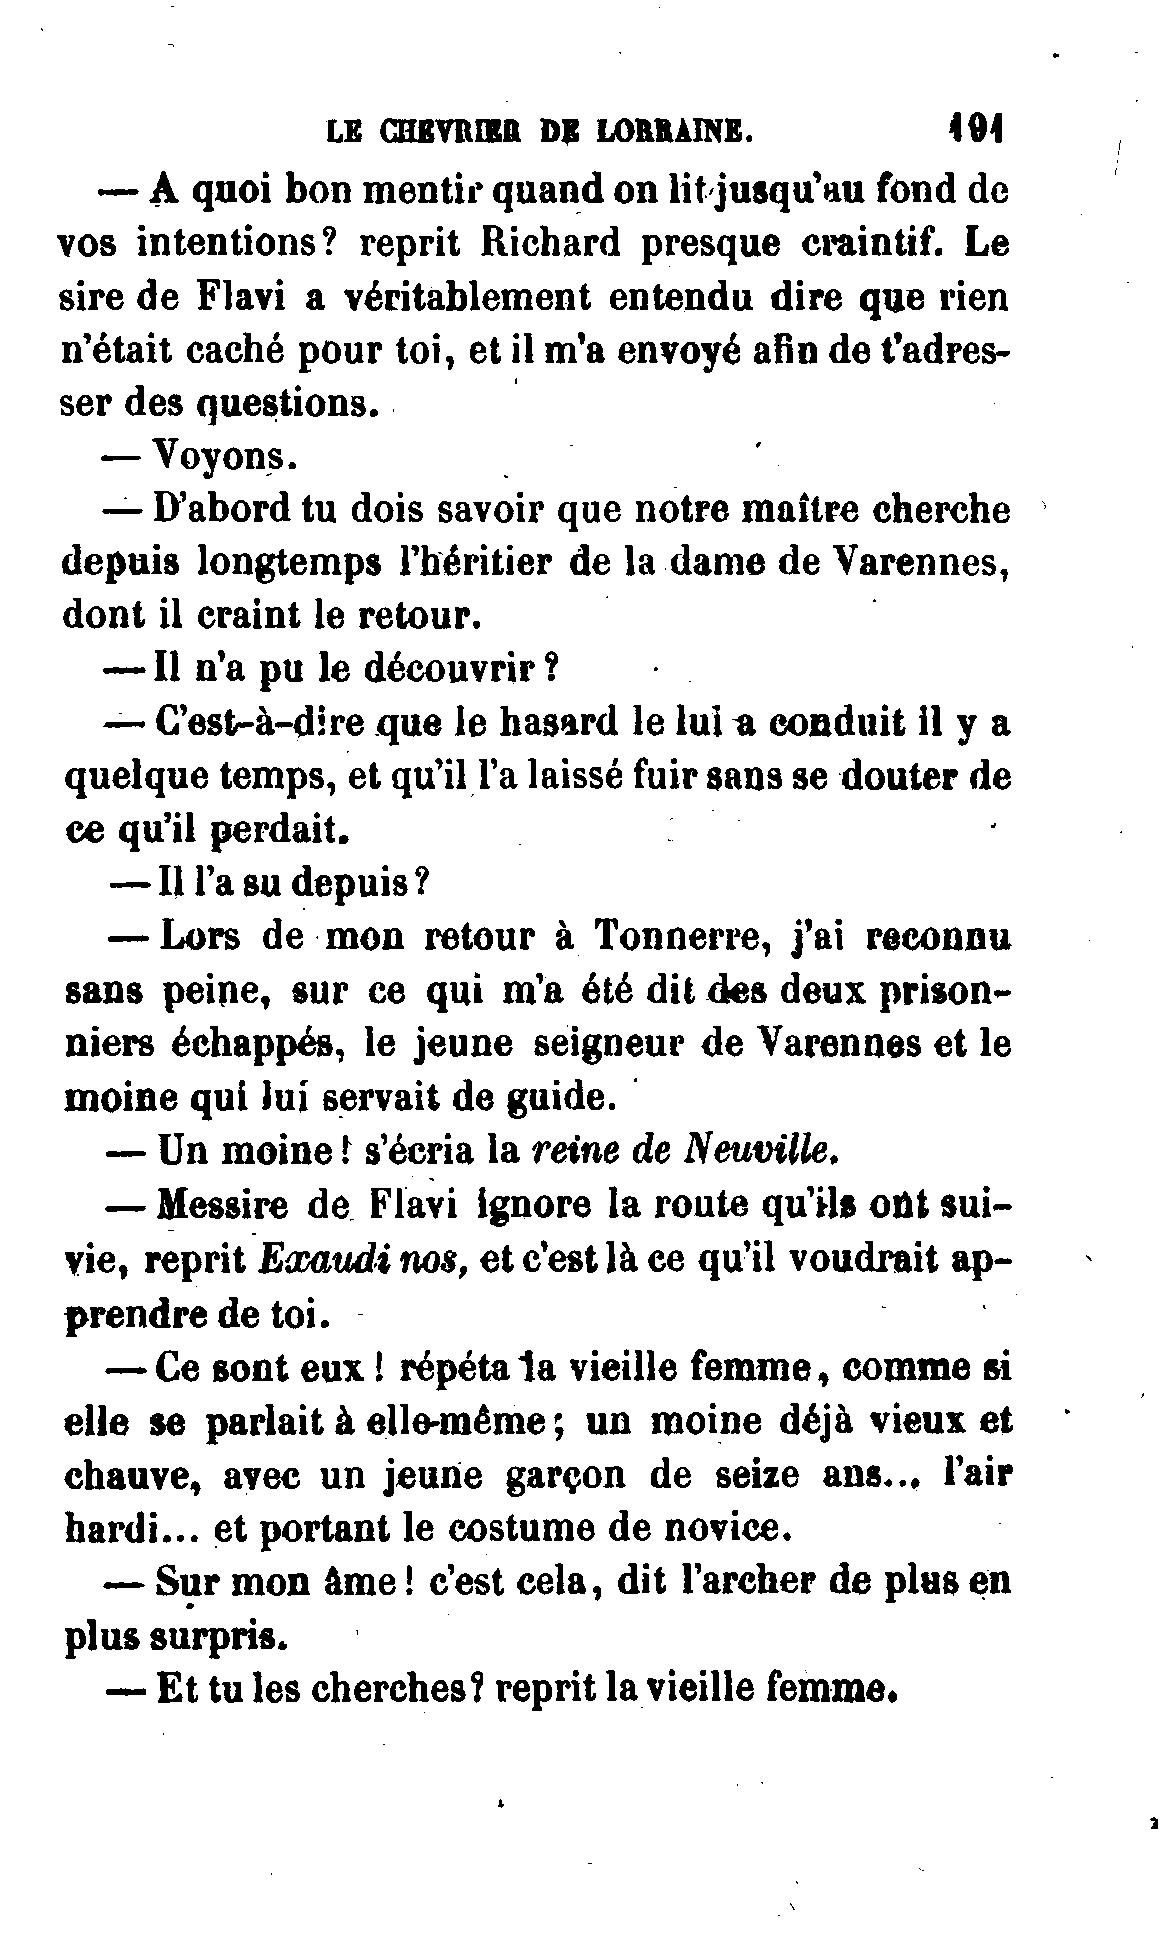 LE CHEVRIER DE LORRAINE. 191
— A quoi bon mentir quand on lit jusqu'au fond de
vos intentions? reprit Richard presque craintif. Le
sire de Flavi a véritablement entendu dire que rien
n'était caché pour toi, et il m'a envoyé afin de t'adres-
ser des questions.
— Voyons.
— D'abord tu dois savoir que notre maître cherche
depuis longtemps l'héritier de la dame de Varennes,
dont il craint le retour.
— Il n'a pu le découvrir?
— C'est-à-dire que le hasard le lui a conduit il y a
quelque temps, et qu'il l'a laissé fuir sans se douter de
ce qu'il perdait.
— Il l'a su depuis?
— Lors de mon retour à Tonnerre, j'ai reconnu
sans peine, sur ce qui m'a été dit des deux prison-
niers échappés, le jeune seigneur de Varennes et le
moine qui lui servait de guide.
— Un moine! s'écria la reine de Neuville.
— Messire de Flavi ignore la route qu'ils ont sui-
vie, reprit Exaudi nos, et c'est là ce qu'il voudrait ap-
prendre de toi.
— Ce sont eux! répéta la vieille femme, comme si
elle se parlait à elle-même; un moine déjà vieux et
chauve, avec un jeune garçon de seize ans... l'air
hardi... et portant le costume de novice.
— Sur mon âme! c'est cela, dit l'archer de plus en
plus surpris.
— Et tu les cherches? reprit la vieille femme.